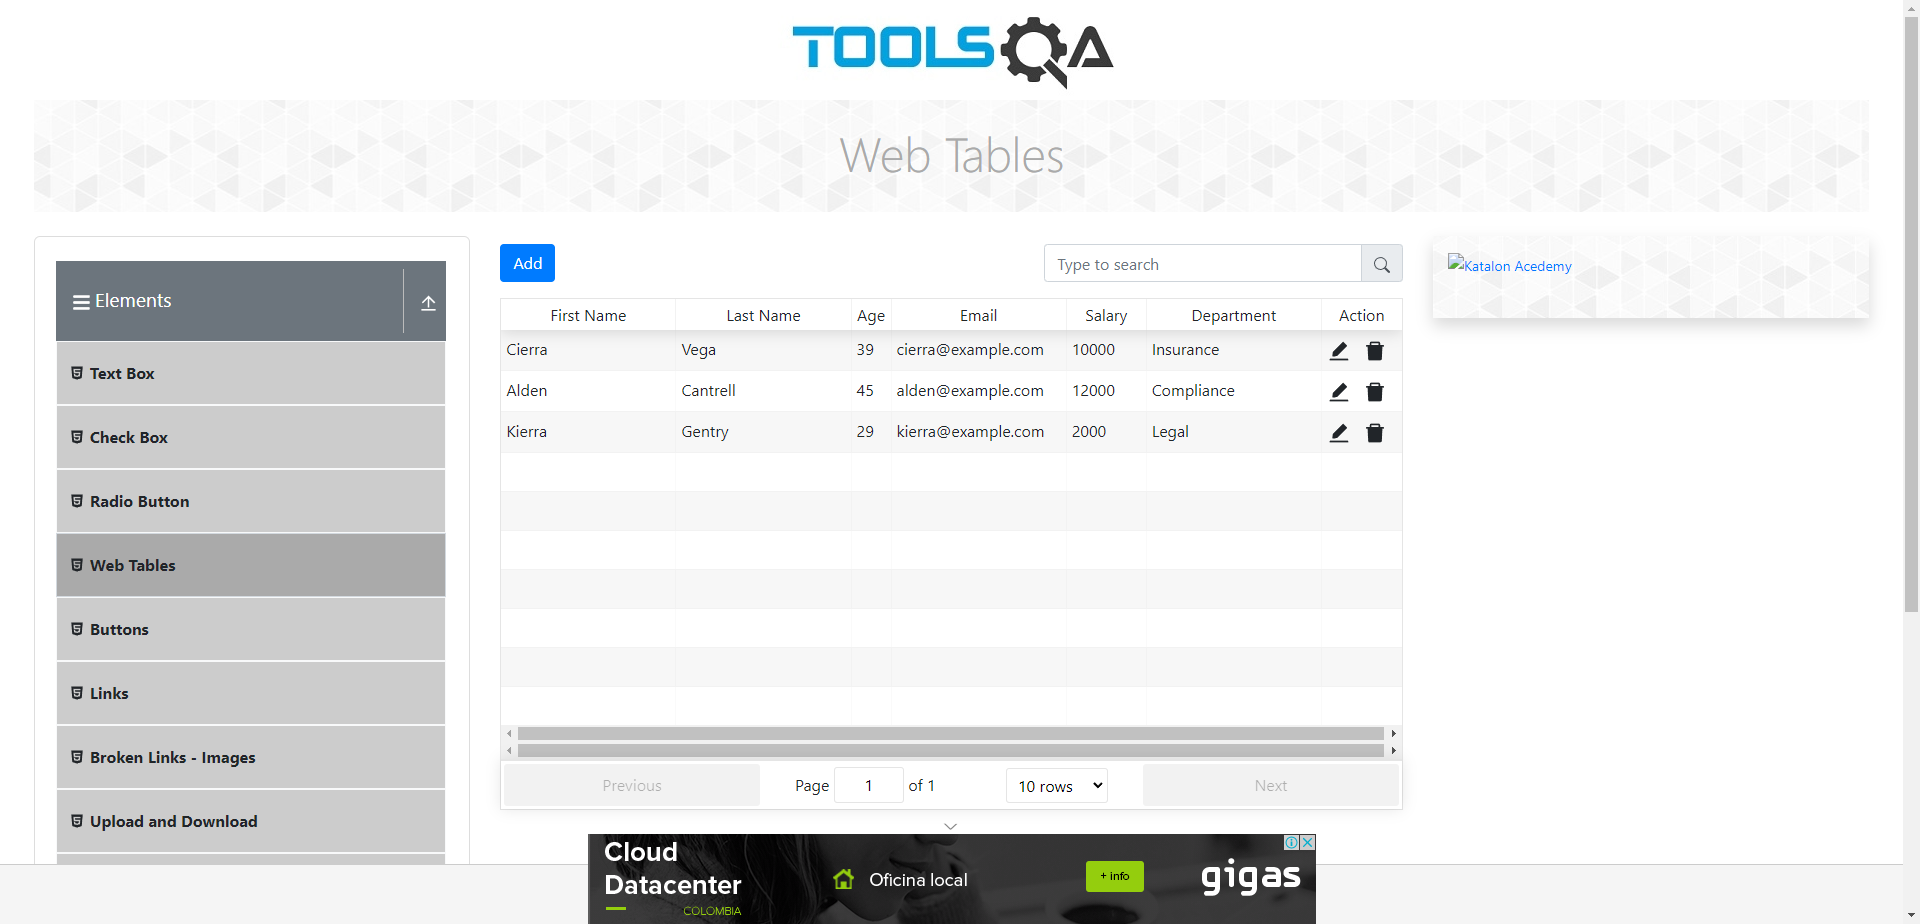 TOOLSQA
Web Tables
Elements
Text Box
Check Box
Radio Button
Web Tables
Buttons
Links
Broken Links - Images
Upload and Download
Add
Type to search
First Name Last Name Age Email Salary Department Action
Cierra Vega 39 cierra@example.com 10000 Insurance
Alden Cantrell 45 alden@example.com 12000 Compliance
Kierra Gentry 29 kierra@example.com 2000 Legal
Previous Page 1 of 1 10 rows Next
Katalon Acedemy
Cloud
Datacenter
COLOMBIA
Oficina local
+ info
gigas